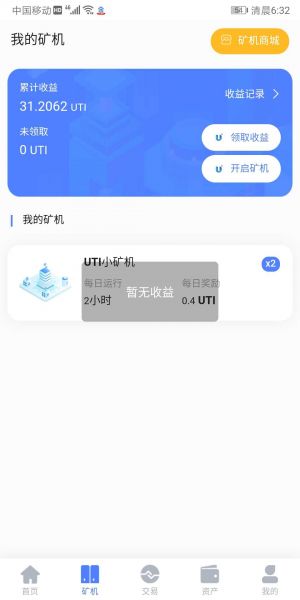 中国移动 HD 46 54 清晨6:32
我的矿机
矿机商城
累计收益
31.2062 UTI
收益记录
未领取
0 UTI
领取收益
开启矿机
我的矿机
UTI小矿机
x2
每日运行
每日奖励
暂无收益
2小时
0.4 UTI
首页
矿机
交易
资产
我的